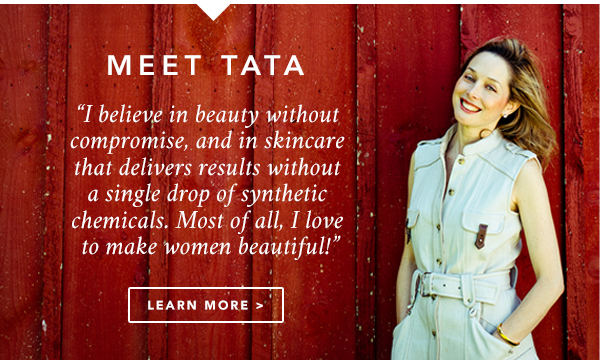 MEET TATA
“I believe in beauty without
compromise, and in skincare
that delivers results without
a single drop of synthetic
chemicals. Most of all, I love
to make women beautiful!”
LEARN MORE >